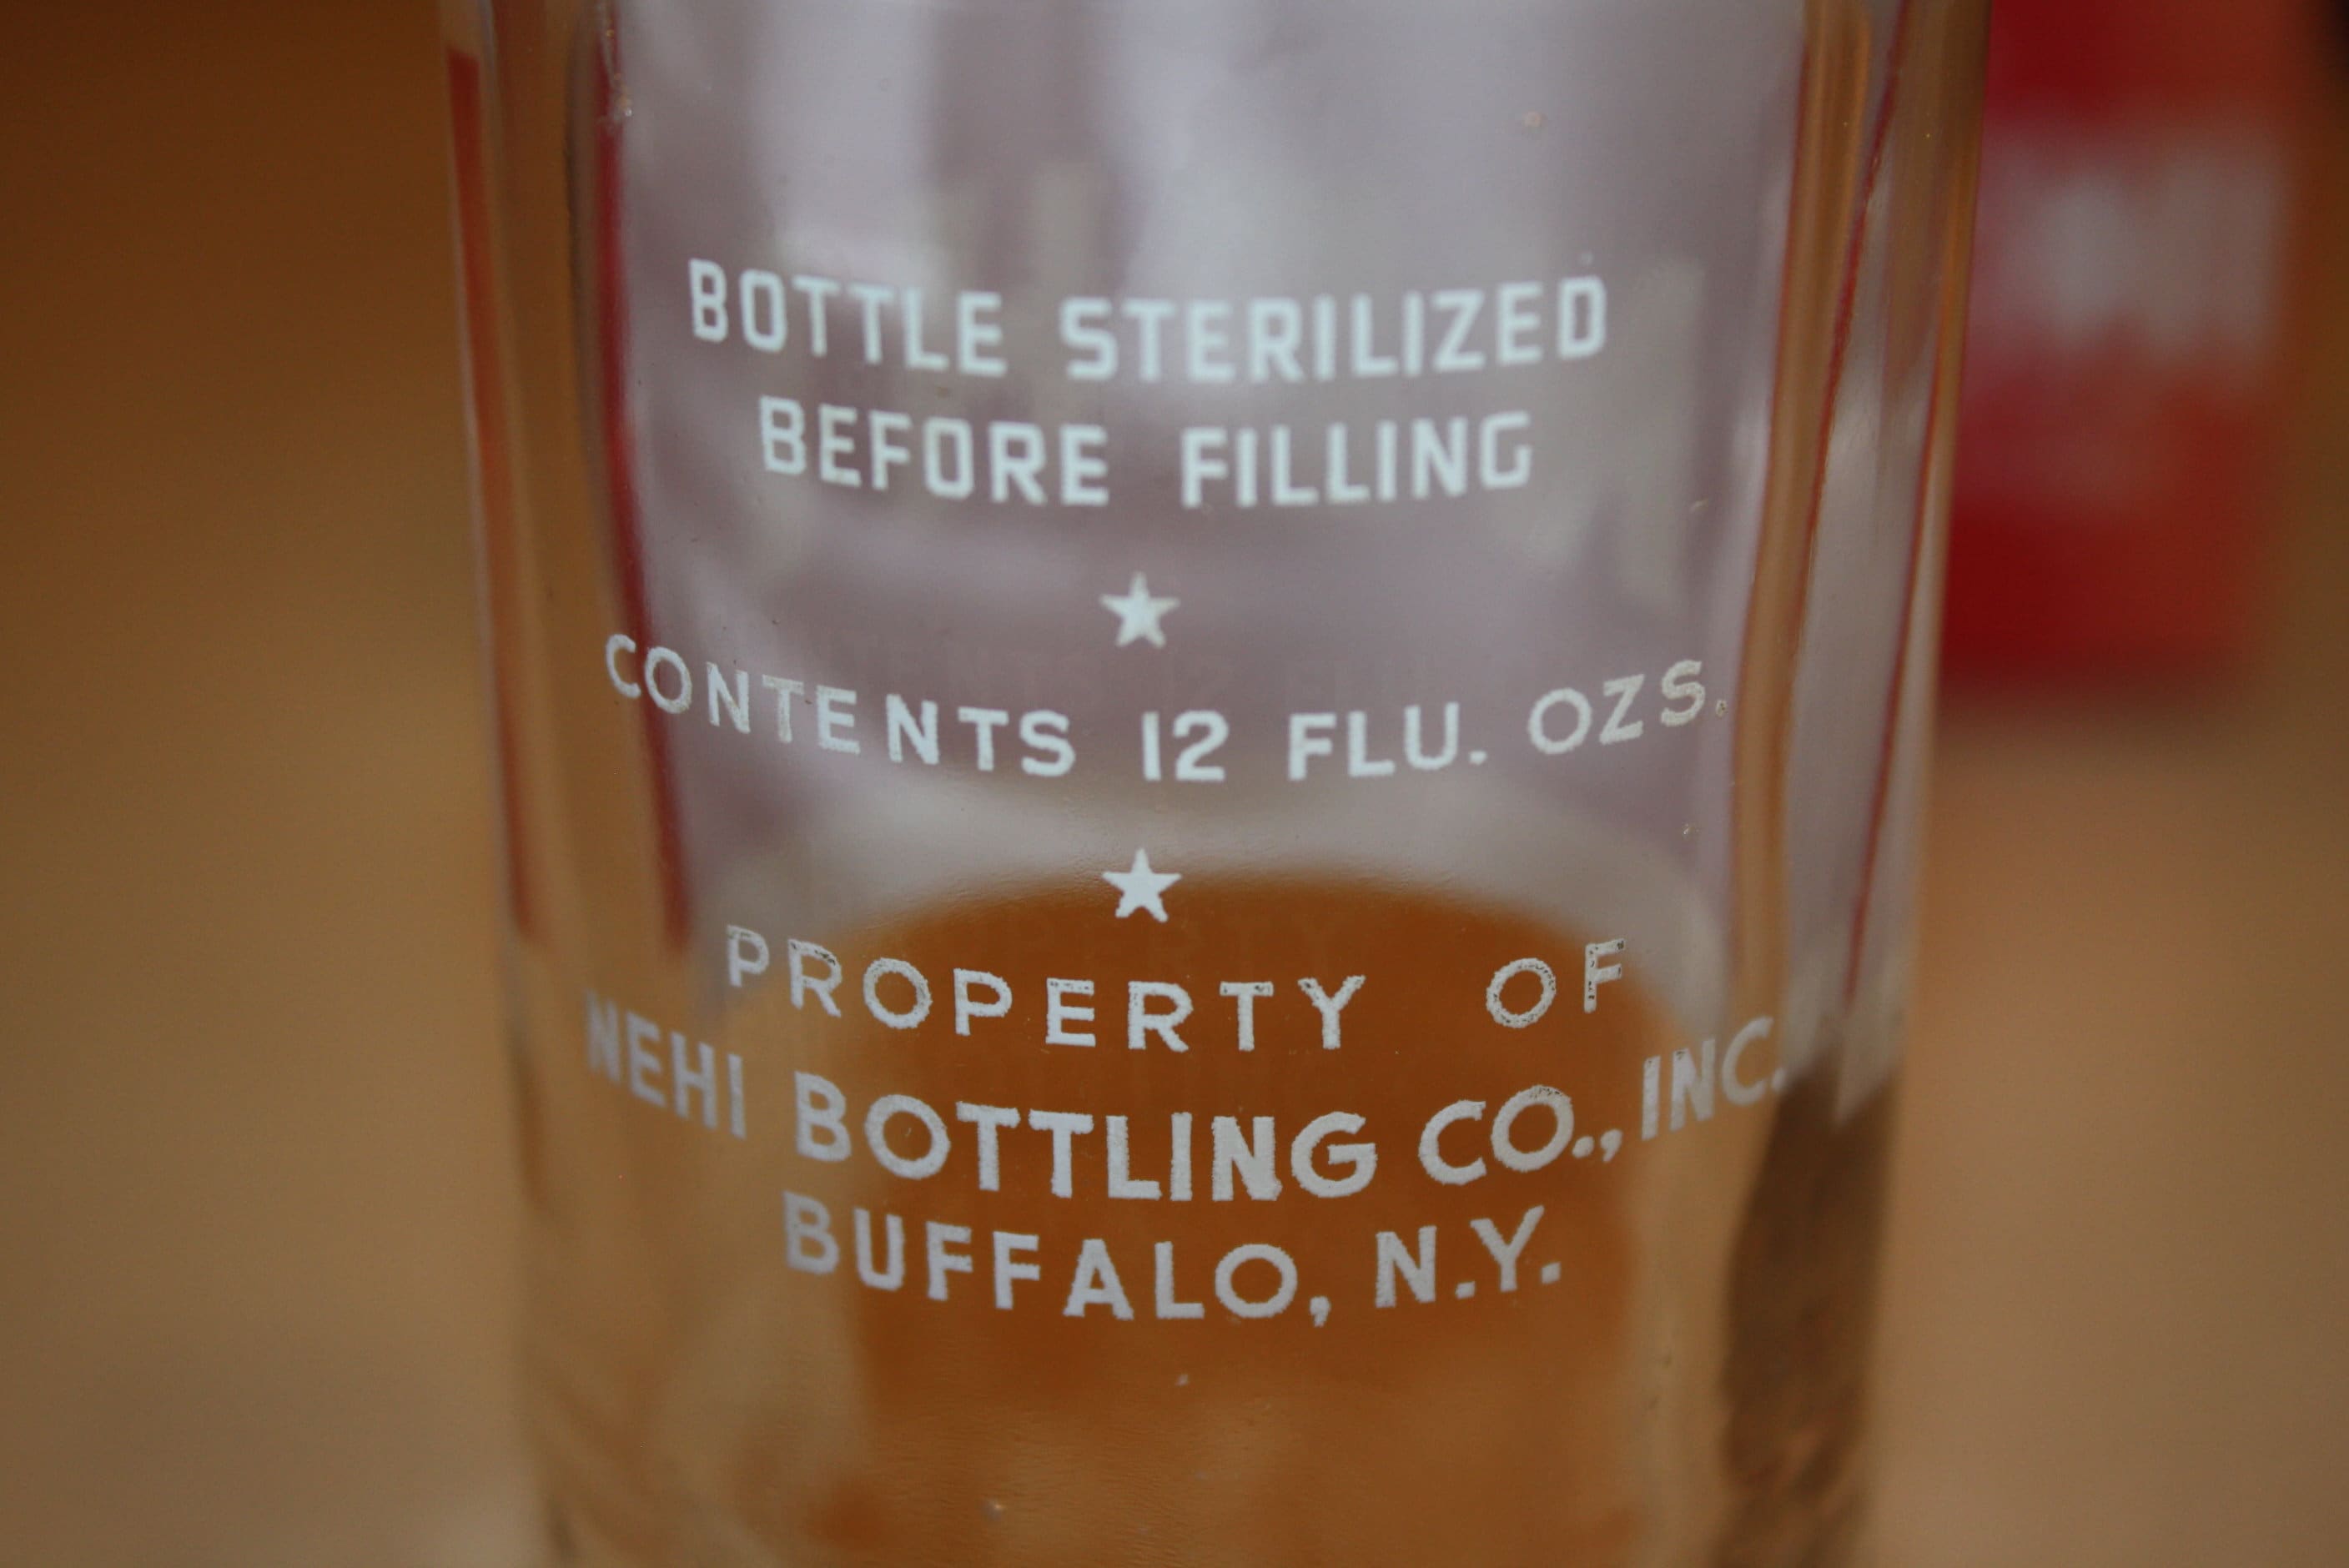 BOTTLE STERILIZED
BEFORE FILLING
★
CONTENTS 12 FLU. OZS.
★
PROPERTY OF
NEHI BOTTLING CO., INC.
BUFFALO, N.Y.